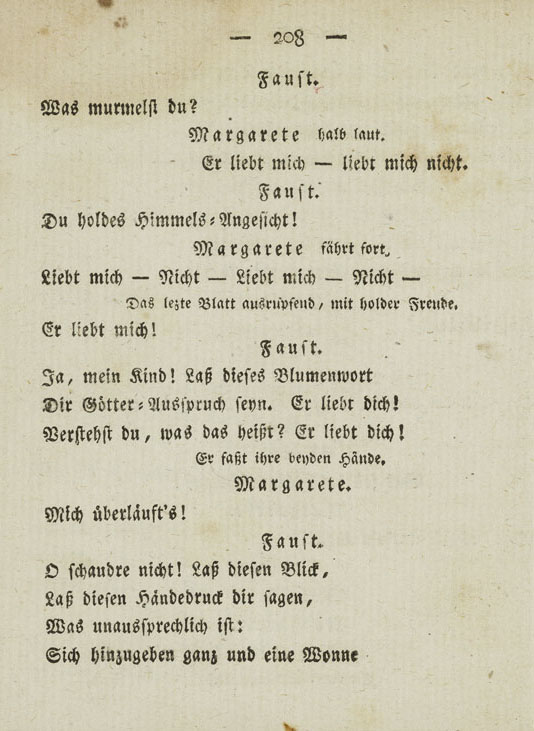 — 208 —
Faust.
Was murmelst du?
Margarete halb laut.
Er liebt mich — liebt mich nicht.
Faust.
Du holdes Himmels-Angesicht!
Margarete fährt fort.
Liebt mich — Nicht — Liebt mich — Nicht —
Das lezte Blatt ausrupfend, mit holder Freude.
Er liebt mich!
Faust.
Ja, mein Kind! Laß dieses Blumenwort
Dir Götter-Ausspruch seyn. Er liebt dich!
Verstehst du, was das heißt? Er liebt dich!
Er faßt ihre beyden Hände.
Margarete.
Mich überläuft's!
Faust.
O schaudre nicht! Laß diesen Blick,
Laß diesen Händedruck dir sagen,
Was unaussprechlich ist:
Sich hinzugeben ganz und eine Wonne